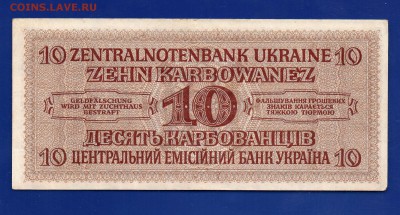 COINS.LAVE.RU
10 ZENTRALNOTENBANK UKRAINE 10
ZEHN KARBOWANEZ
GELDFÄLSCHUNG
WIRD MIT ZUCHTHAUS
GESTRAFT
10
ФАЛЬШУВАННЯ ГРОШЕВИХ
ЗНАКІВ КАРАЄТЬСЯ
ТЯЖКОЮ ТЮРМОЮ
ДЕСЯТЬ КАРБОВАНЦІВ
10 ЦЕНТРАЛЬНИЙ ЕМІСІЙНИЙ БАНК УКРАЇНА 10